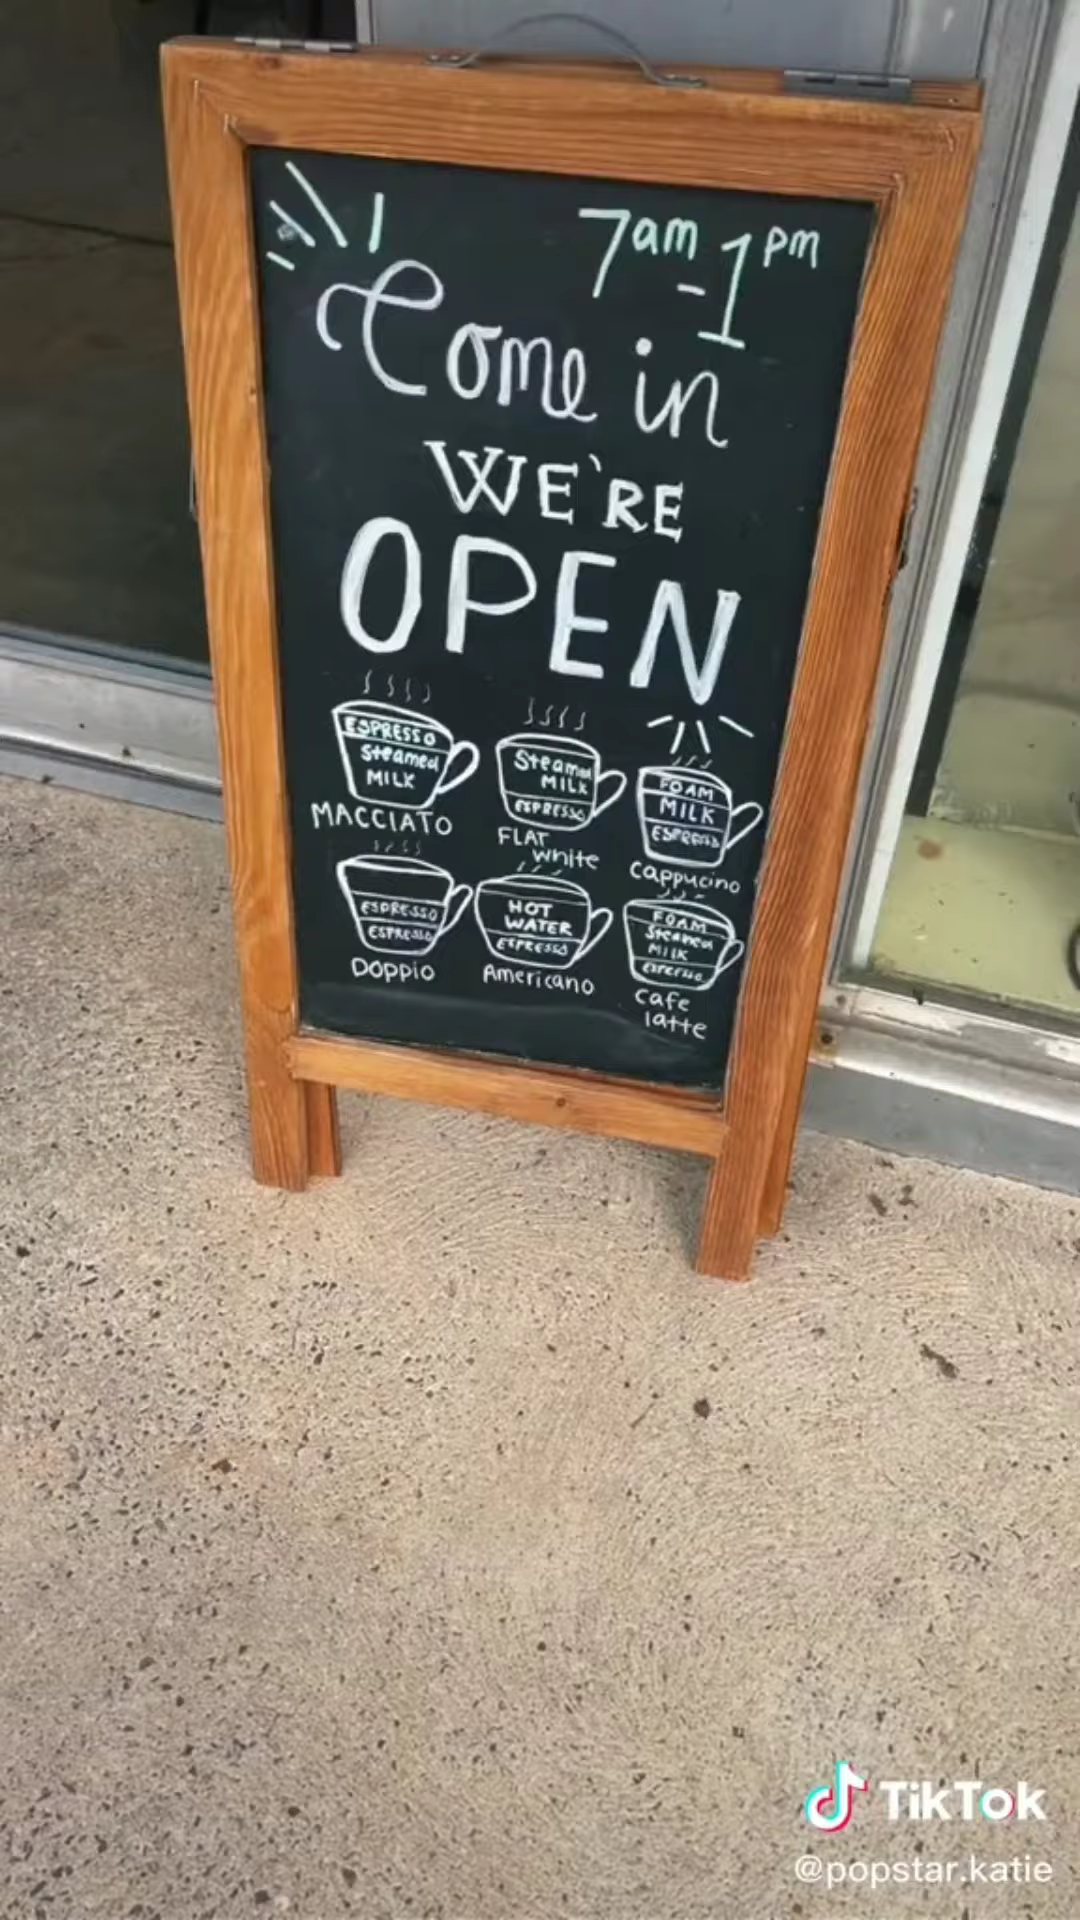 7am-1pm
Come in
WE'RE
OPEN
ESPRESSO
Steamed
MILK
MACCIATO
Steamed
MILK
ESPRESSO
FLAT
white
FOAM
MILK
ESPRESSO
cappucino
ESPRESSO
ESPRESSO
Doppio
HOT
WATER
ESPRESSO
Americano
FOAM
Steamed
MILK
espresso
cafe
latte
TikTok
@popstar.katie